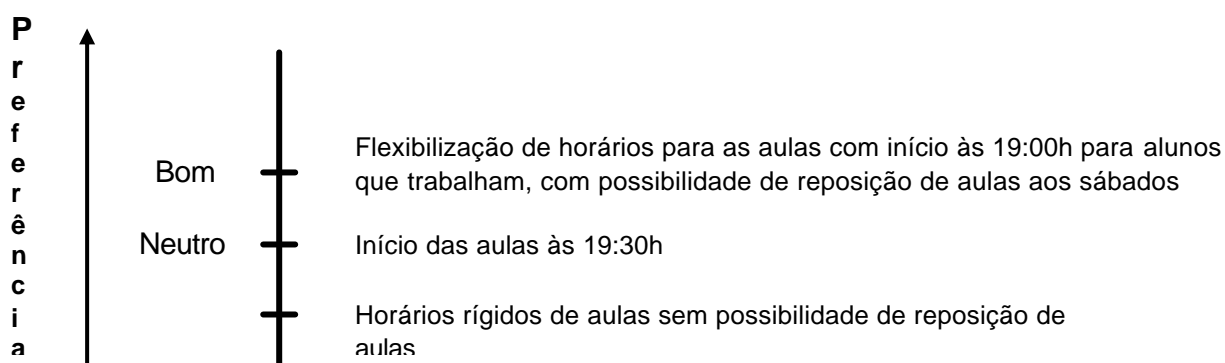 Preferência
Bom
Flexibilização de horários para as aulas com início às 19:00h para alunos
que trabalham, com possibilidade de reposição de aulas aos sábados
Neutro
Início das aulas às 19:30h
Horários rígidos de aulas sem possibilidade de reposição de
aulas